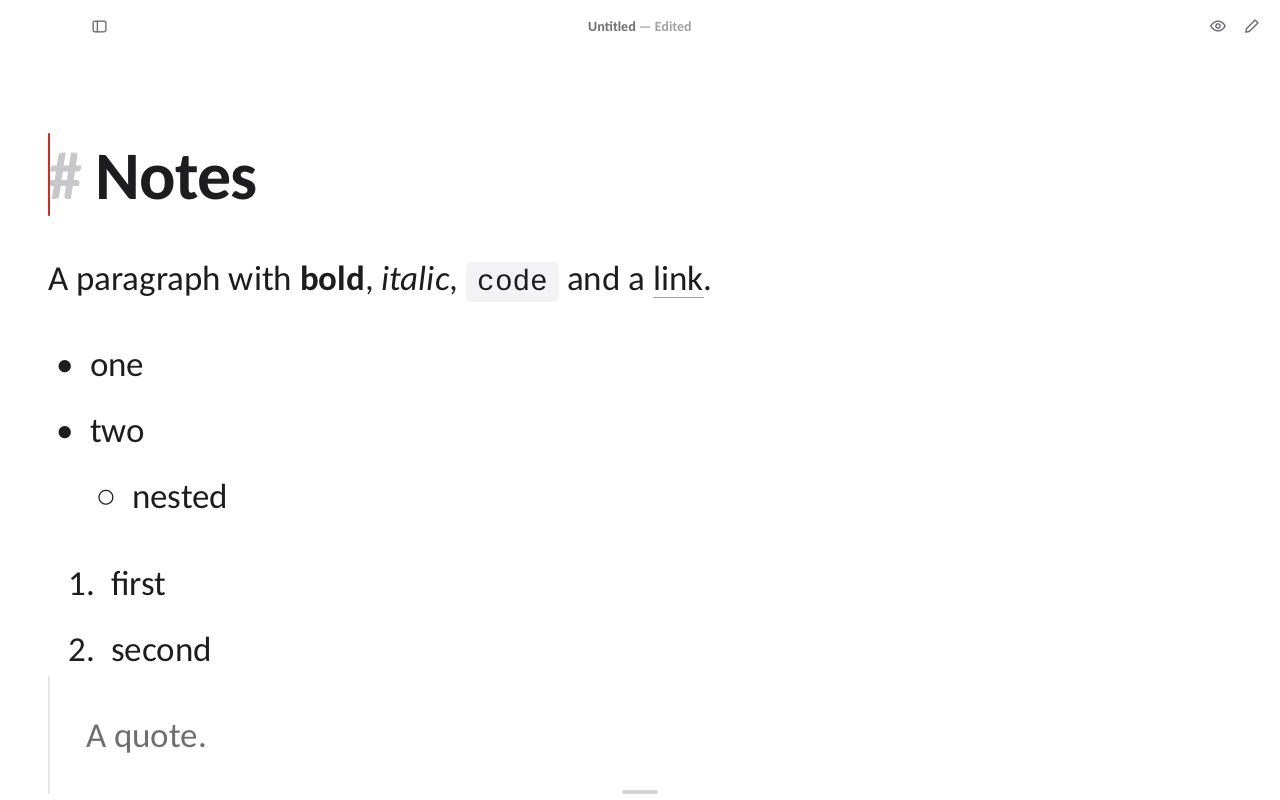 Untitled — Edited
# Notes
A paragraph with bold, italic, code and a link.
• one
• two
○ nested
1. first
2. second
A quote.